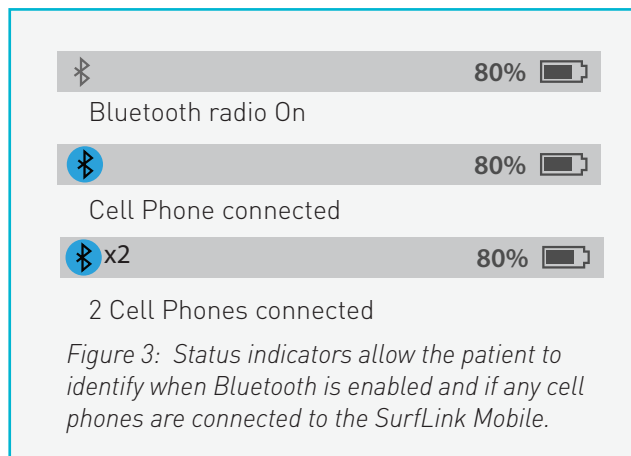 80%
Bluetooth radio On
80%
Cell Phone connected
x2 80%
2 Cell Phones connected
Figure 3: Status indicators allow the patient to
identify when Bluetooth is enabled and if any cell
phones are connected to the SurfLink Mobile.